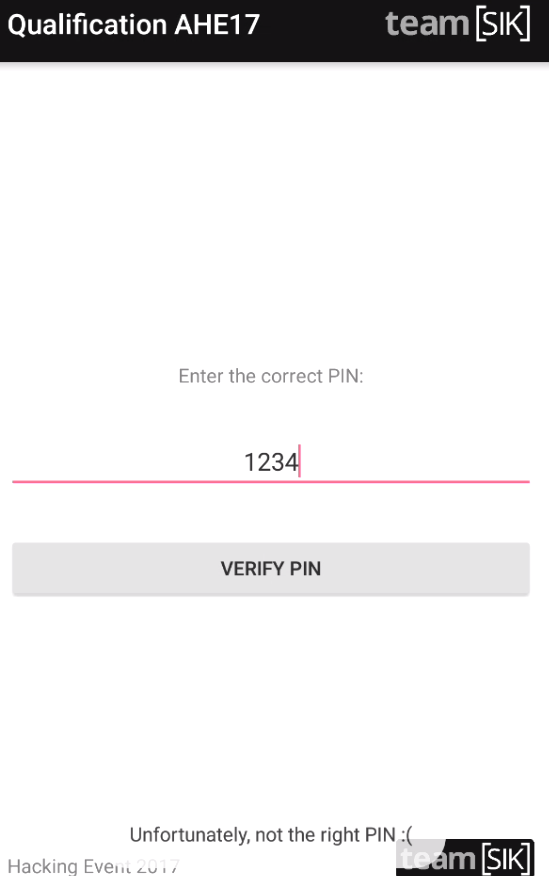 Qualification AHE17
team [SIK]
Enter the correct PIN:
1234
VERIFY PIN
Unfortunately, not the right PIN :(
Hacking Event 2017
team [SIK]